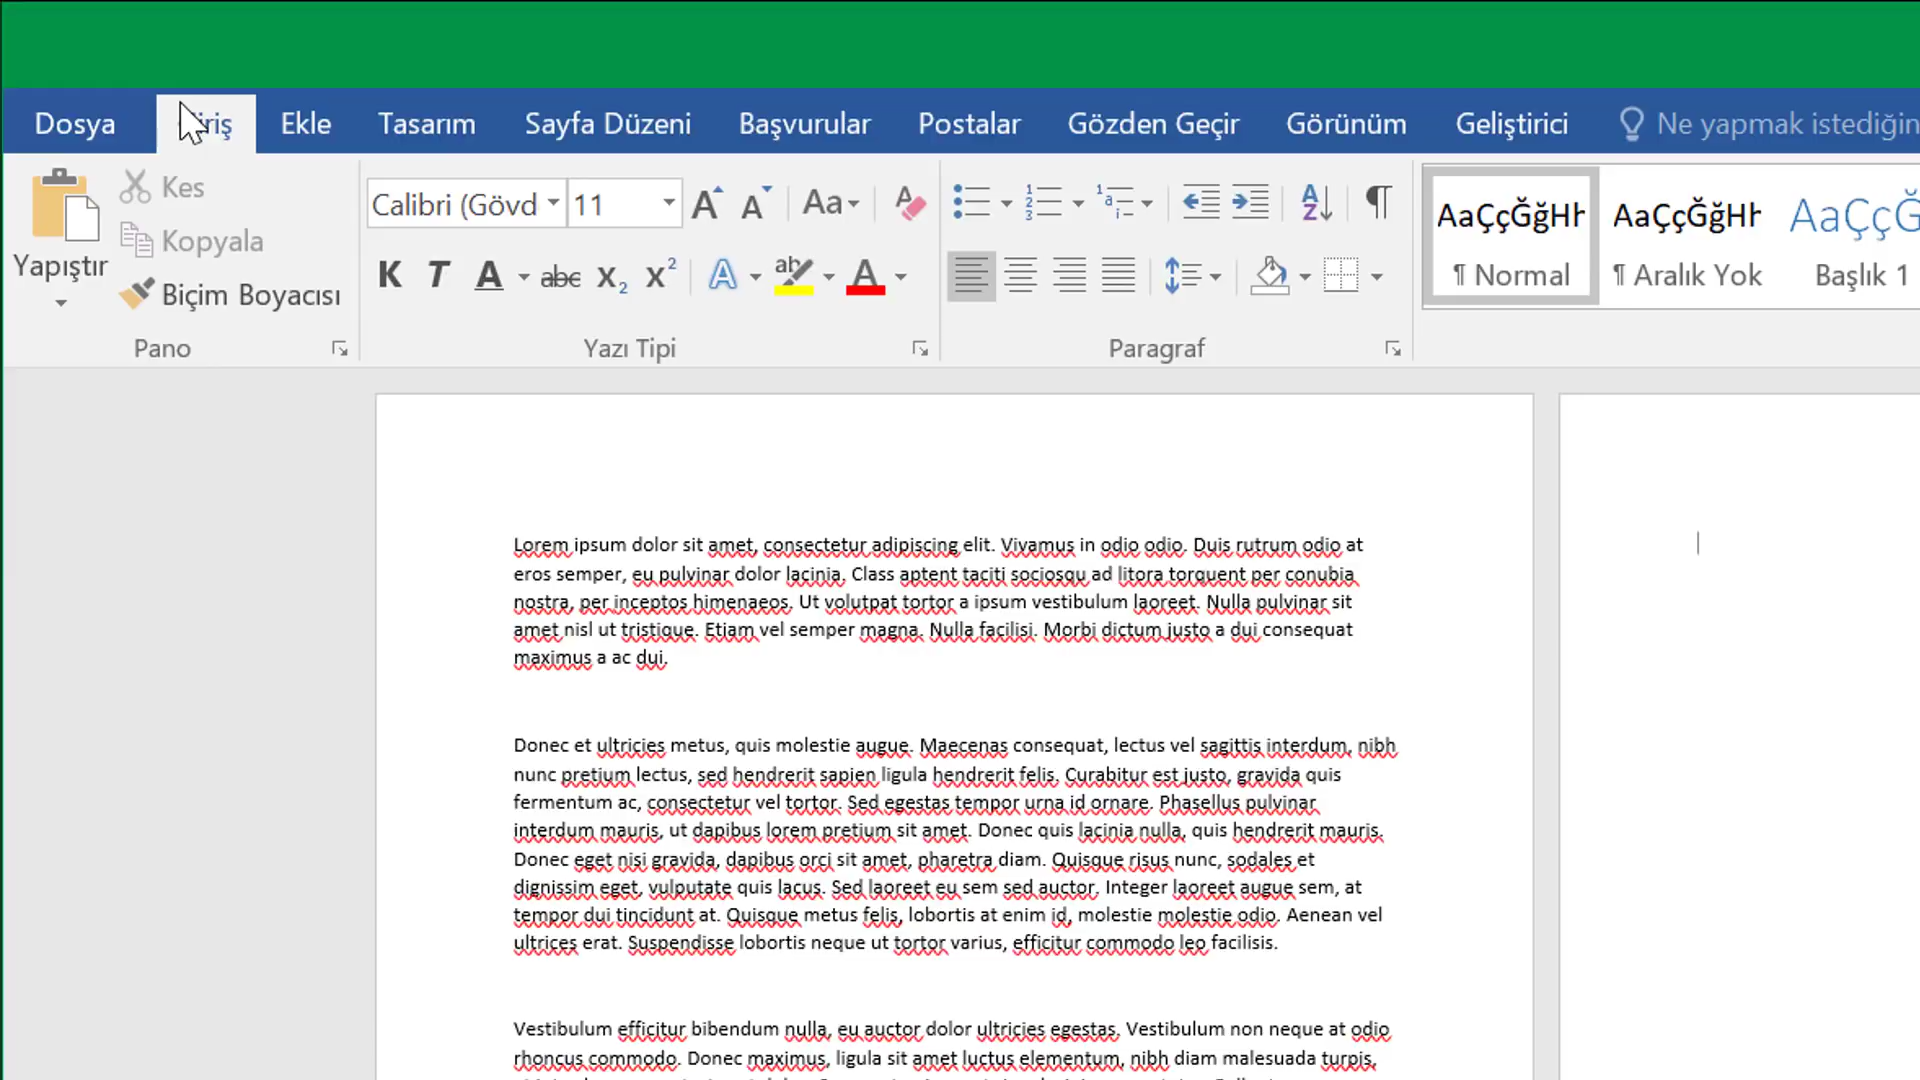 Dosya Giriş Ekle Tasarım Sayfa Düzeni Başvurular Postalar Gözden Geçir Görünüm Geliştirici Ne yapmak istediğin
Yapıştır
Kes
Kopyala
Biçim Boyacısı
Pano
Calibri (Gövd 11 A A Aa
K T A abc X₂ X² A ab A
Yazı Tipi
Paragraf
AaÇçĞğHh AaÇçĞğHh AaÇçĞ
¶ Normal ¶ Aralık Yok Başlık 1
Lorem ipsum dolor sit amet, consectetur adipiscing elit. Vivamus in odio odio. Duis rutrum odio at
eros semper, eu pulvinar dolor lacinia. Class aptent taciti sociosqu ad litora torquent per conubia
nostra, per inceptos himenaeos. Ut volutpat tortor a ipsum vestibulum laoreet. Nulla pulvinar sit
amet nisl ut tristique. Etiam vel semper magna. Nulla facilisi. Morbi dictum justo a dui consequat
maximus a ac dui.
Donec et ultricies metus, quis molestie augue. Maecenas consequat, lectus vel sagittis interdum, nibh
nunc pretium lectus, sed hendrerit sapien ligula hendrerit felis. Curabitur est justo, gravida quis
fermentum ac, consectetur vel tortor. Sed egestas tempor urna id ornare. Phasellus pulvinar
interdum mauris, ut dapibus lorem pretium sit amet. Donec quis lacinia nulla, quis hendrerit mauris.
Donec eget nisi gravida, dapibus orci sit amet, pharetra diam. Quisque risus nunc, sodales et
dignissim eget, vulputate quis lacus. Sed laoreet eu sem sed auctor. Integer laoreet augue sem, at
tempor dui tincidunt at. Quisque metus felis, lobortis at enim id, molestie molestie odio. Aenean vel
ultrices erat. Suspendisse lobortis neque ut tortor varius, efficitur commodo leo facilisis.
Vestibulum efficitur bibendum nulla, eu auctor dolor ultricies egestas. Vestibulum non neque at odio
rhoncus commodo. Donec maximus, ligula sit amet luctus elementum, nibh diam malesuada turpis,